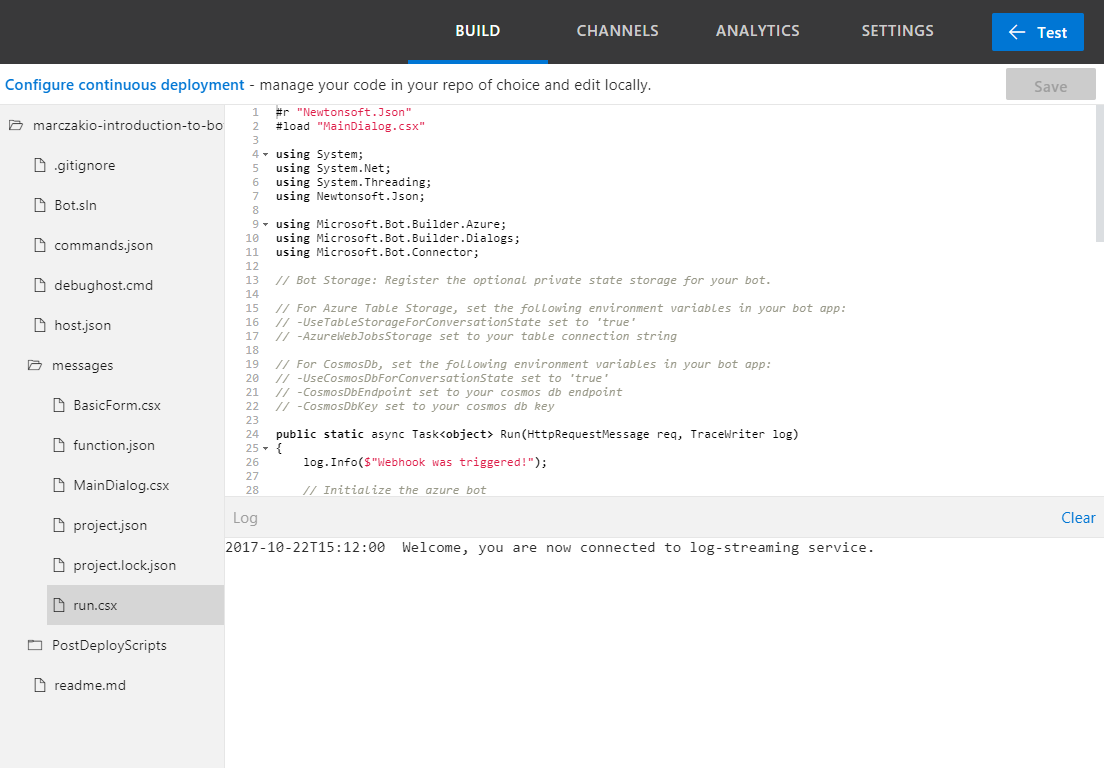 BUILD CHANNELS ANALYTICS SETTINGS Test
Configure continuous deployment - manage your code in your repo of choice and edit locally. Save
marczakio-introduction-to-bo
.gitignore
Bot.sln
commands.json
debughost.cmd
host.json
messages
BasicForm.csx
function.json
MainDialog.csx
project.json
project.lock.json
run.csx
PostDeployScripts
readme.md
1 #r "Newtonsoft.Json"
2 #load "MainDialog.csx"
3
4 using System;
5 using System.Net;
6 using System.Threading;
7 using Newtonsoft.Json;
8
9 using Microsoft.Bot.Builder.Azure;
10 using Microsoft.Bot.Builder.Dialogs;
11 using Microsoft.Bot.Connector;
12
13 // Bot Storage: Register the optional private state storage for your bot.
14
15 // For Azure Table Storage, set the following environment variables in your bot app:
16 // -UseTableStorageForConversationState set to 'true'
17 // -AzureWebJobsStorage set to your table connection string
18
19 // For CosmosDb, set the following environment variables in your bot app:
20 // -UseCosmosDbForConversationState set to 'true'
21 // -CosmosDbEndpoint set to your cosmos db endpoint
22 // -CosmosDbKey set to your cosmos db key
23
24 public static async Task<object> Run(HttpRequestMessage req, TraceWriter log)
25 {
26 log.Info($"Webhook was triggered!");
27
28 // Initialize the azure bot
Log Clear
2017-10-22T15:12:00 Welcome, you are now connected to log-streaming service.